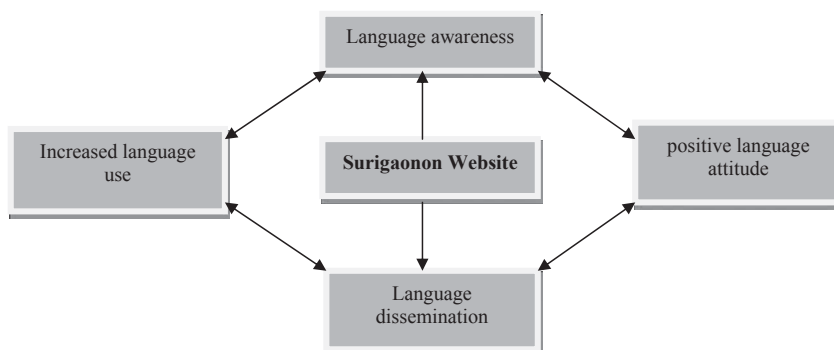 Language awareness
Increased language
use
Surigaonon Website
positive language
attitude
Language
dissemination